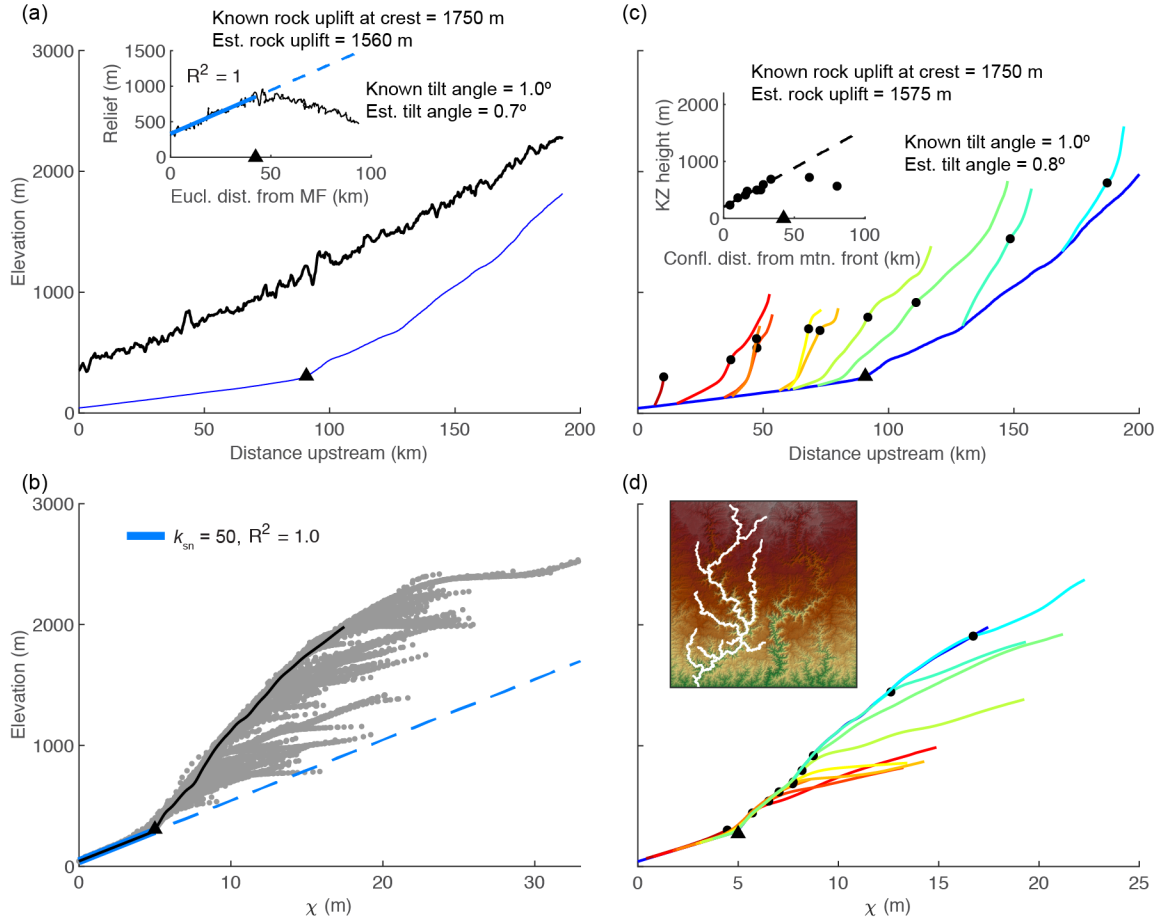 (a)
Known rock uplift at crest = 1750 m
Est. rock uplift = 1560 m
3000
2000
1000
0
Elevation (m)
1500
1000
500
0
Relief (m)
R² = 1
0
50
100
Eucl. dist. from MF (km)
Known tilt angle = 1.0º
Est. tilt angle = 0.7º
0
50
100
150
200
Distance upstream (km)
(c)
Known rock uplift at crest = 1750 m
Est. rock uplift = 1575 m
2000
1000
0
KZ height (m)
0
50
100
Confl. dist. from mtn. front (km)
Known tilt angle = 1.0º
Est. tilt angle = 0.8º
0
50
100
150
200
Distance upstream (km)
(b)
3000
2000
1000
0
Elevation (m)
kₛₙ = 50, R² = 1.0
0
10
20
30
χ (m)
(d)
0
5
10
15
20
25
χ (m)